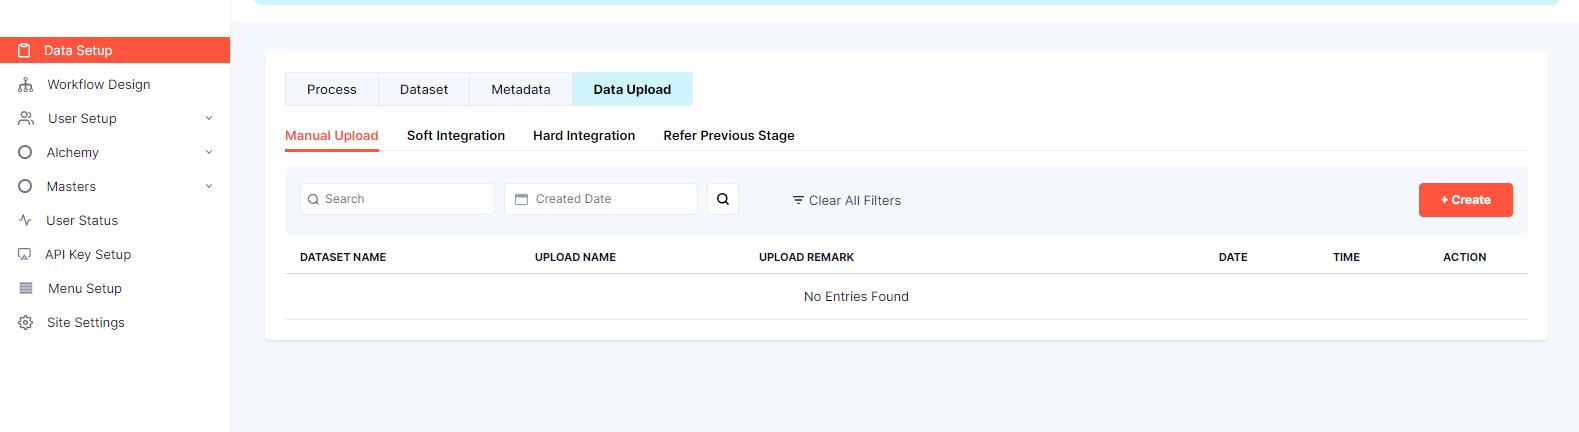 Data Setup
Workflow Design
User Setup
Alchemy
Masters
User Status
API Key Setup
Menu Setup
Site Settings
Process Dataset Metadata Data Upload
Manual Upload Soft Integration Hard Integration Refer Previous Stage
Search Created Date Clear All Filters + Create
DATASET NAME UPLOAD NAME UPLOAD REMARK DATE TIME ACTION
No Entries Found